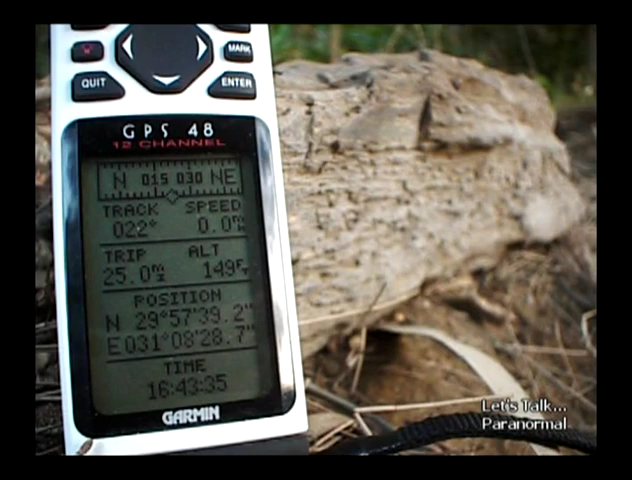 MARK
QUIT
ENTER
GPS 48
12 CHANNEL
N 015 030 NE
TRACK SPEED
022° 0.0
TRIP ALT
25.0 149
POSITION
N 29°57'39.2"
E031°08'28.7"
TIME
16:43:35
GARMIN
Let's Talk...
Paranormal